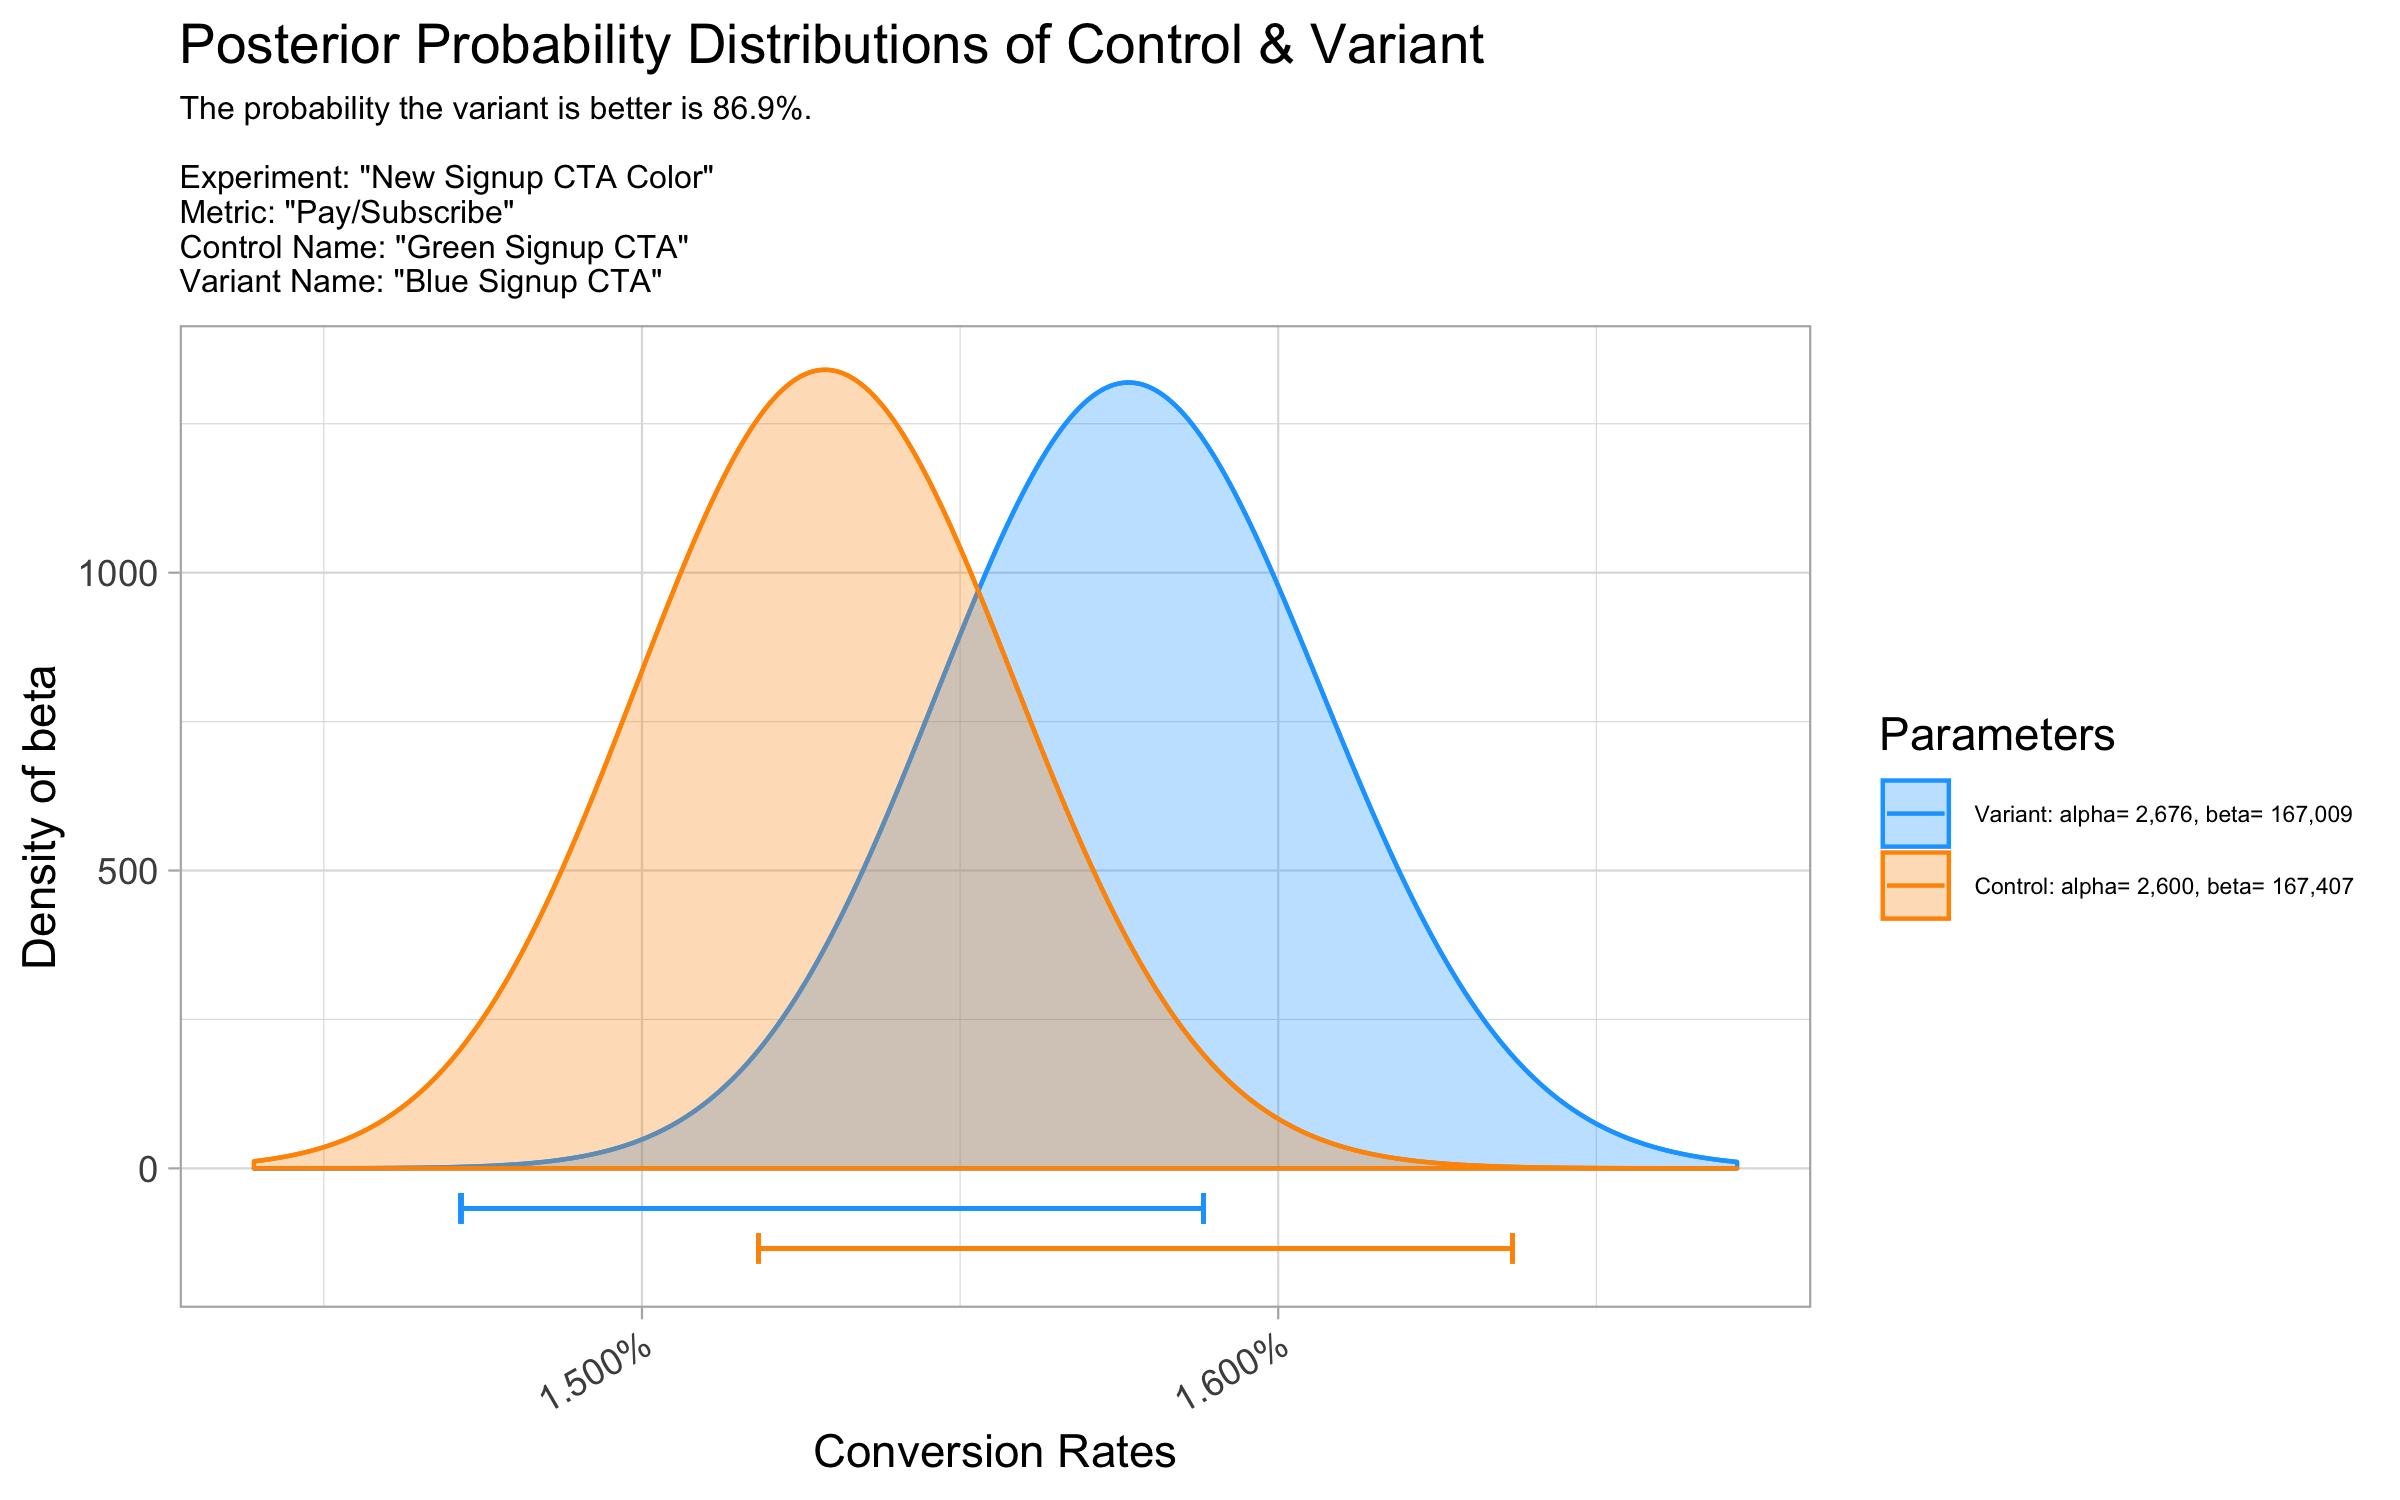 Posterior Probability Distributions of Control & Variant
The probability the variant is better is 86.9%.
Experiment: "New Signup CTA Color"
Metric: "Pay/Subscribe"
Control Name: "Green Signup CTA"
Variant Name: "Blue Signup CTA"
Density of beta
1000
500
0
1.500%
1.600%
Conversion Rates
Parameters
Variant: alpha= 2,676, beta= 167,009
Control: alpha= 2,600, beta= 167,407